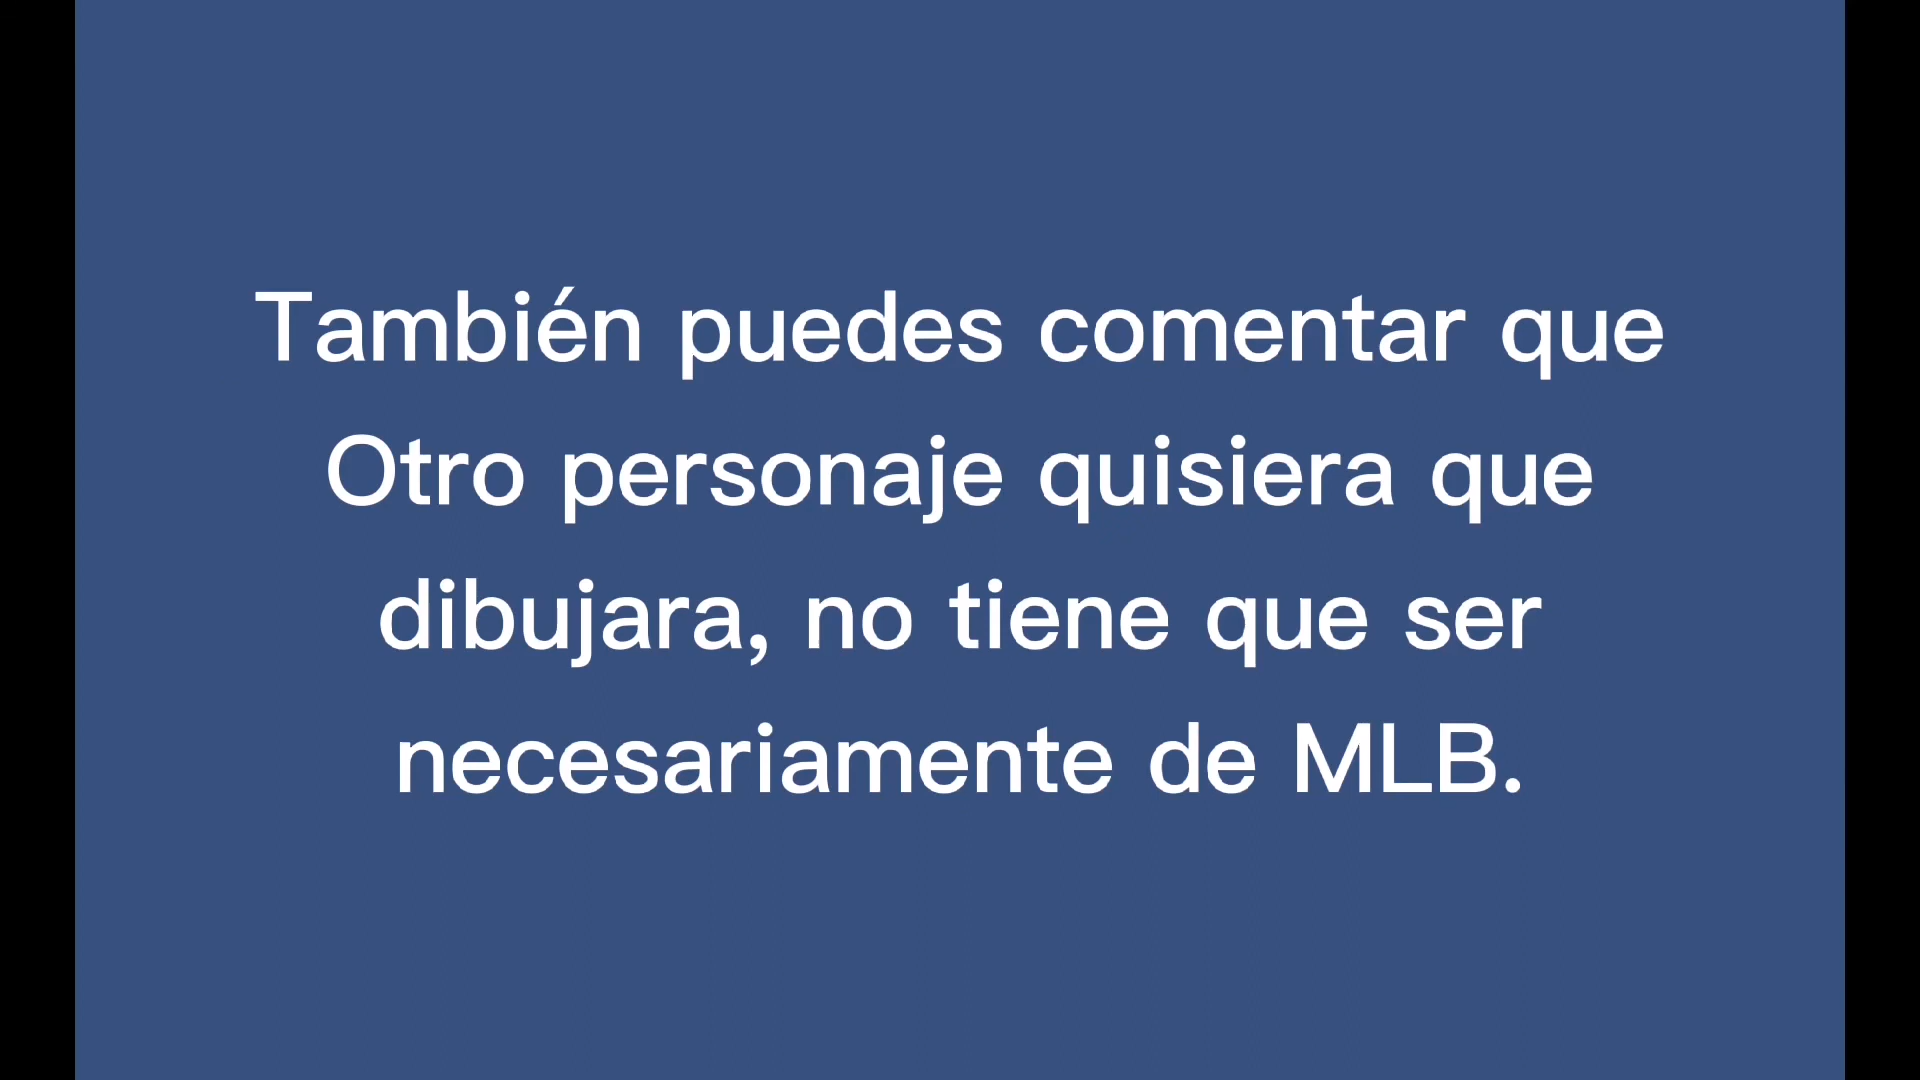 También puedes comentar que
Otro personaje quisiera que
dibujara, no tiene que ser
necesariamente de MLB.